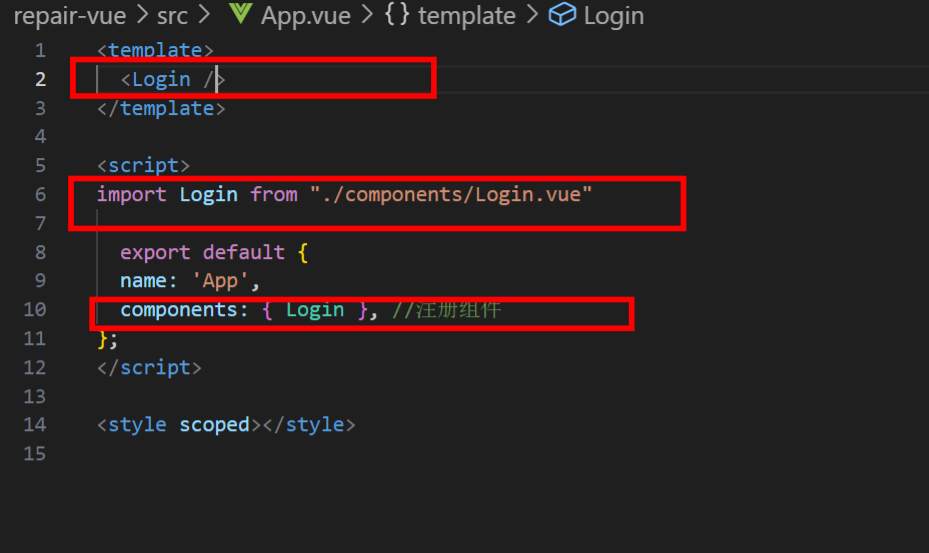 repair-vue > src > App.vue > {} template > Login
1 <template>
2 <Login />
3 </template>
4
5 <script>
6 import Login from "./components/Login.vue"
7
8 export default {
9 name: 'App',
10 components: { Login }, //注册组件
11 };
12 </script>
13
14 <style scoped></style>
15